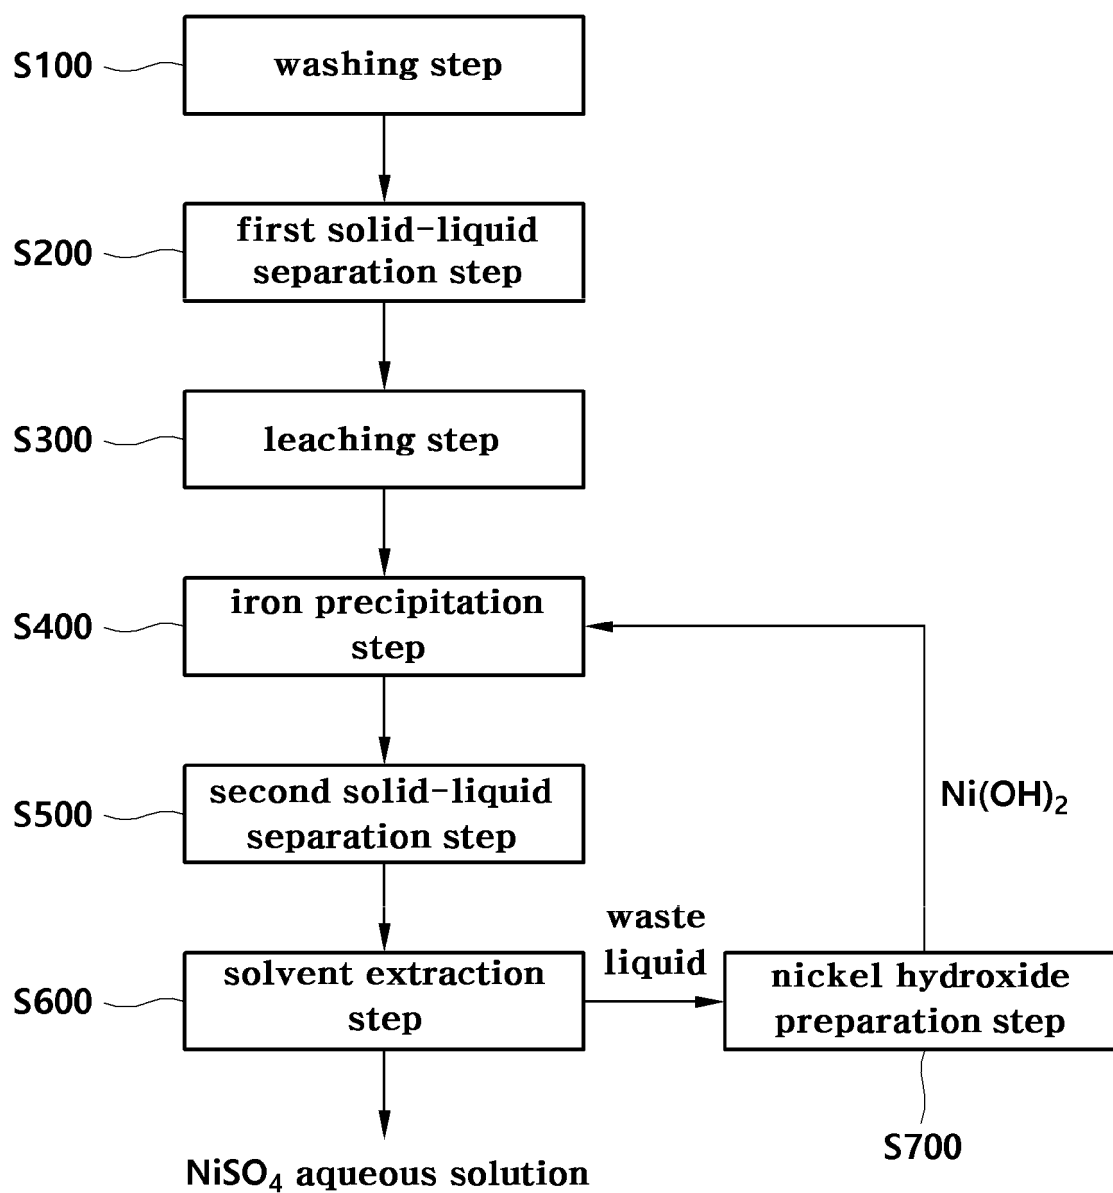 S100
washing step
S200
first solid-liquid
separation step
S300
leaching step
S400
iron precipitation
step
S500
second solid-liquid
separation step
Ni(OH)₂
waste
liquid
S600
solvent extraction
step
nickel hydroxide
preparation step
S700
NiSO₄ aqueous solution